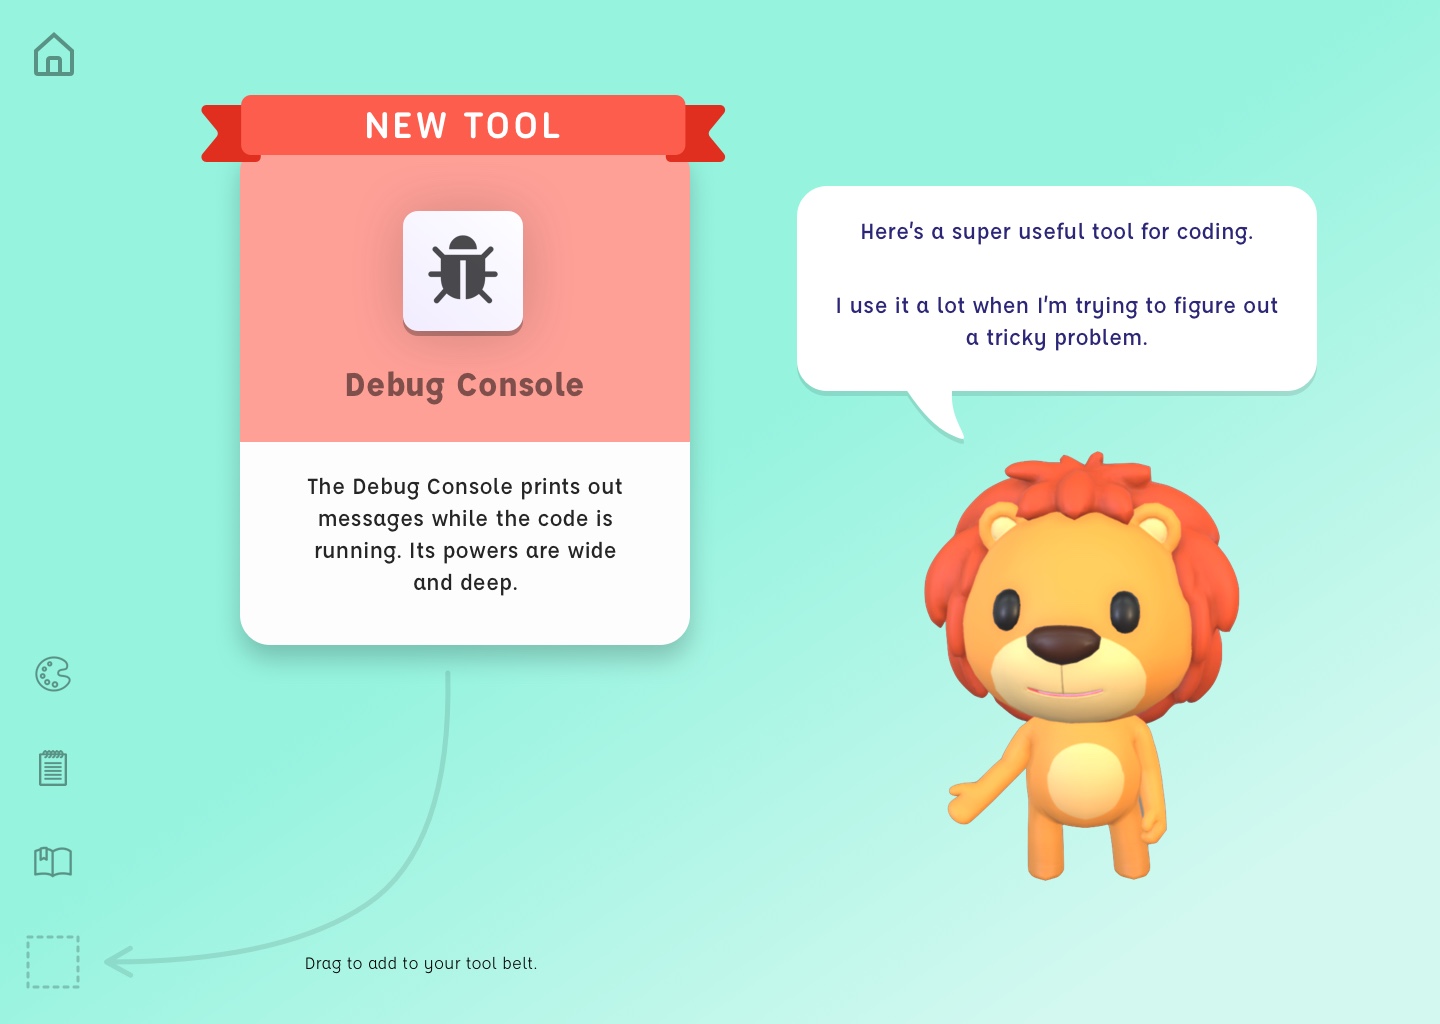 NEW TOOL
Debug Console
The Debug Console prints out
messages while the code is
running. Its powers are wide
and deep.
Here's a super useful tool for coding.
I use it a lot when I'm trying to figure out
a tricky problem.
Drag to add to your tool belt.